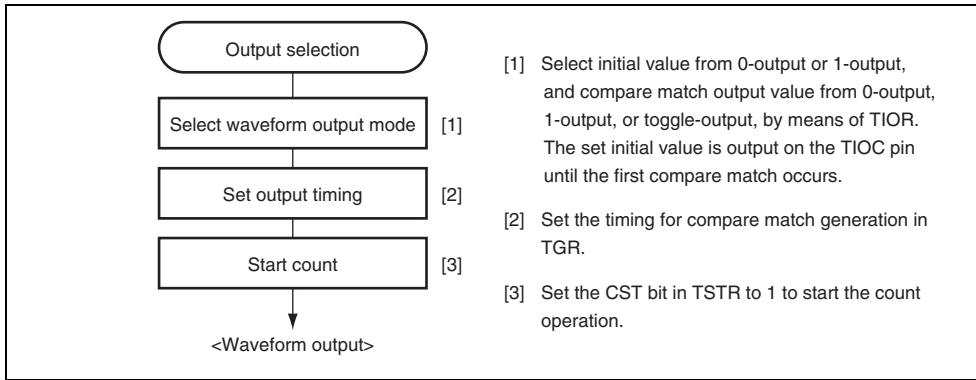 Output selection
Select waveform output mode [1]
Set output timing [2]
Start count [3]
<Waveform output>
[1] Select initial value from 0-output or 1-output,
and compare match output value from 0-output,
1-output, or toggle-output, by means of TIOR.
The set initial value is output on the TIOC pin
until the first compare match occurs.
[2] Set the timing for compare match generation in
TGR.
[3] Set the CST bit in TSTR to 1 to start the count
operation.